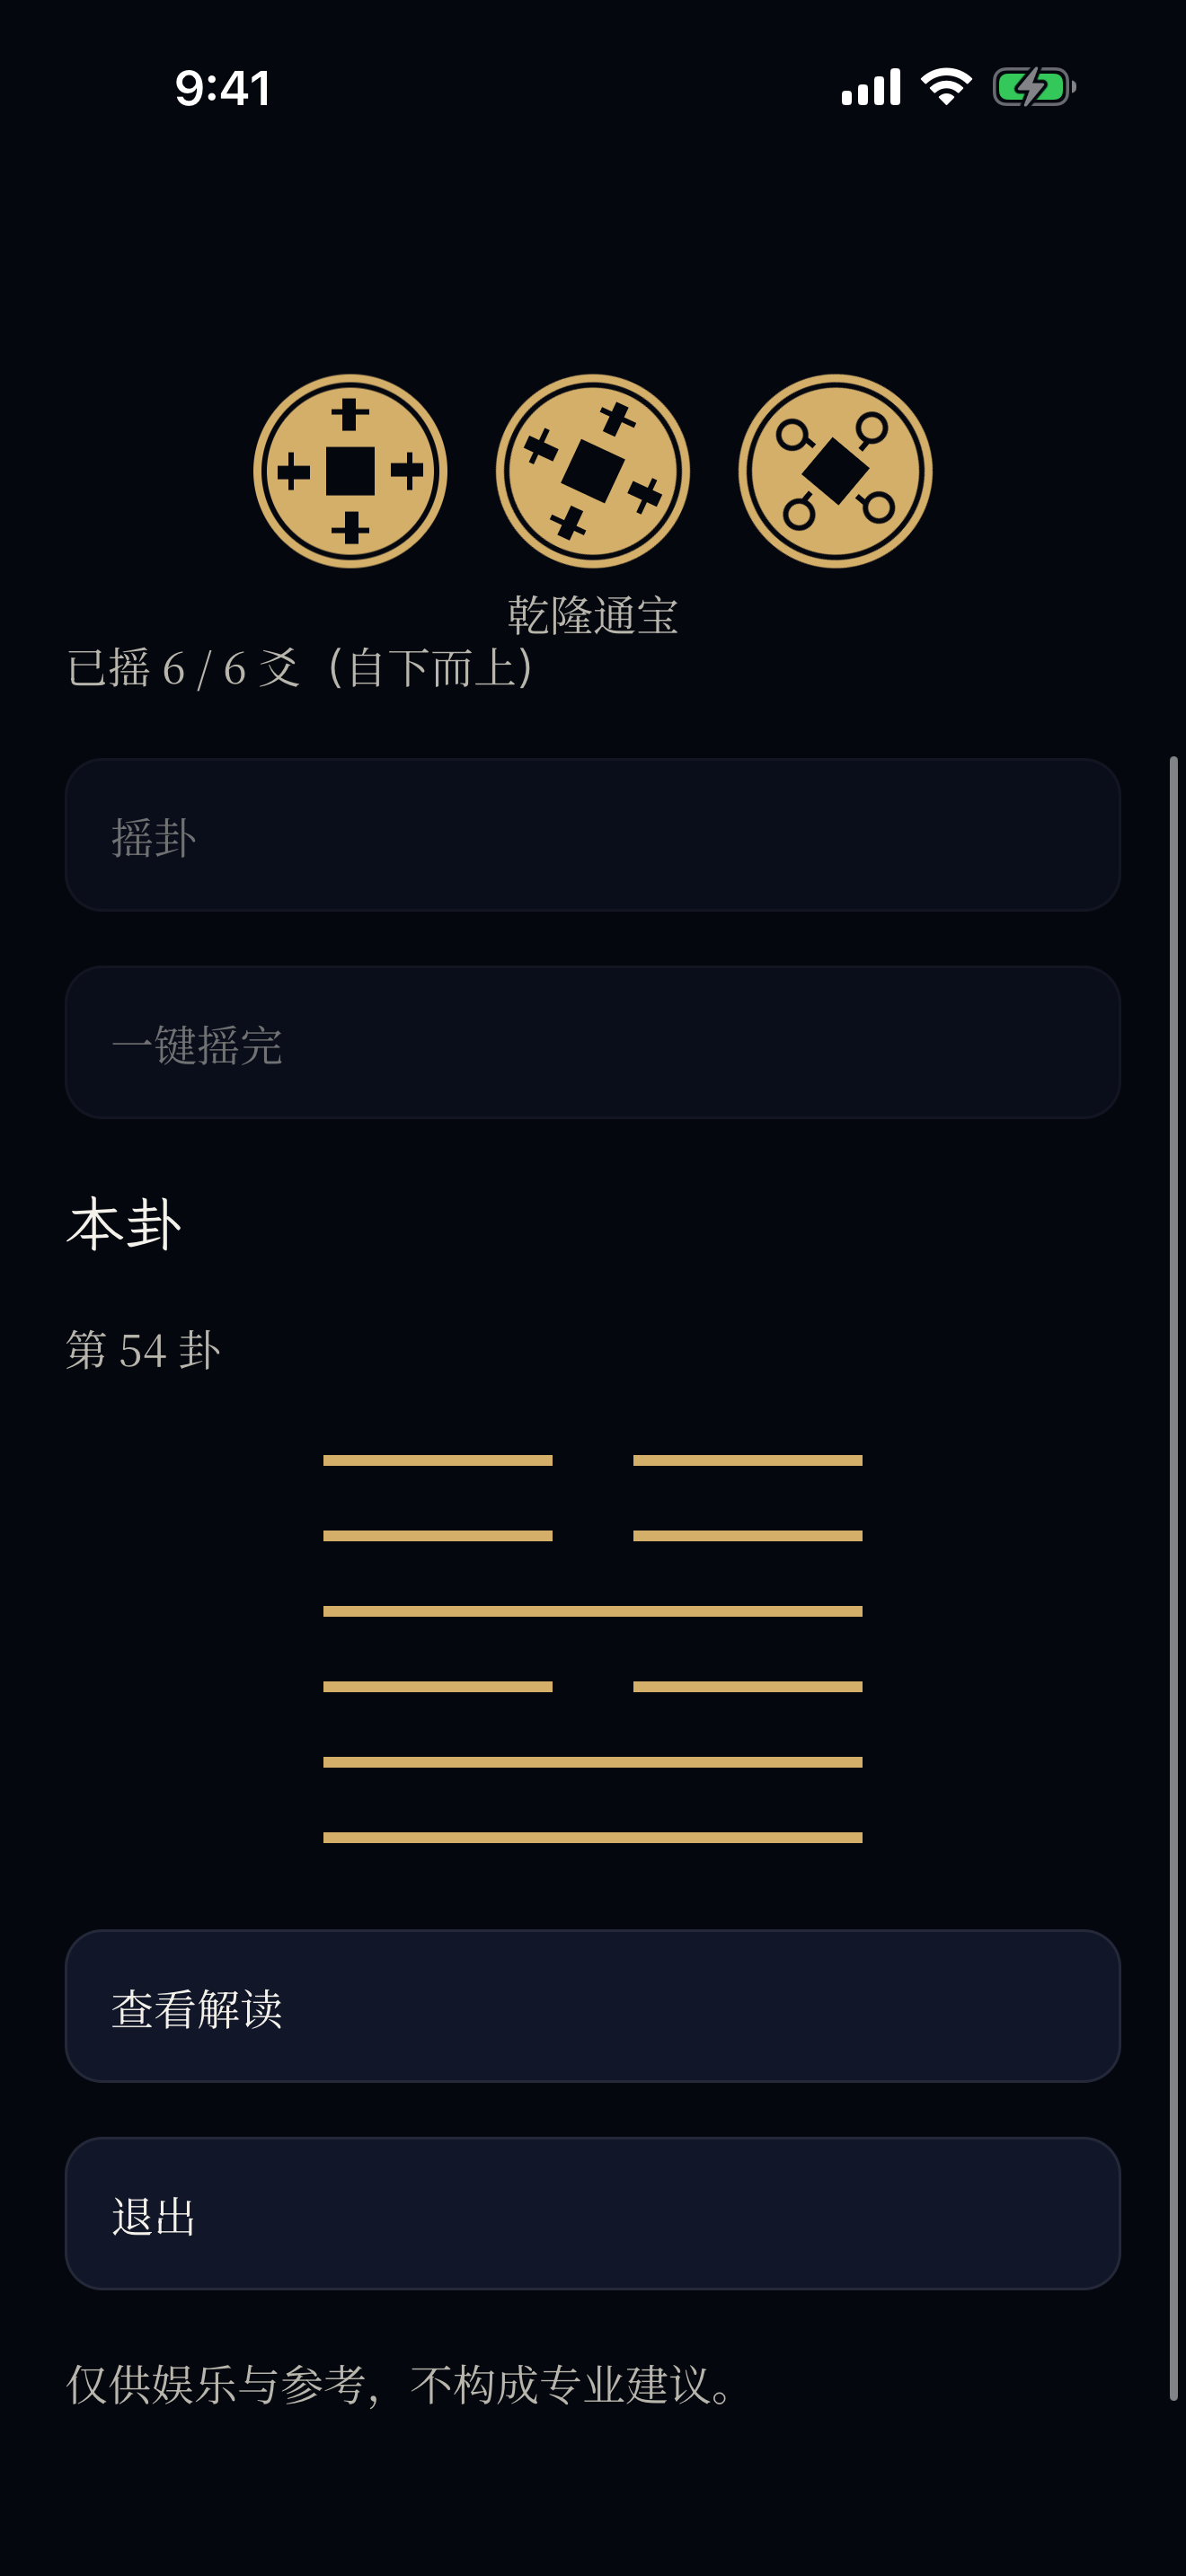 9:41
乾隆通宝
已摇 6 / 6 爻（自下而上）
摇卦
一键摇完
本卦
第 54 卦
查看解读
退出
仅供娱乐与参考，不构成专业建议。